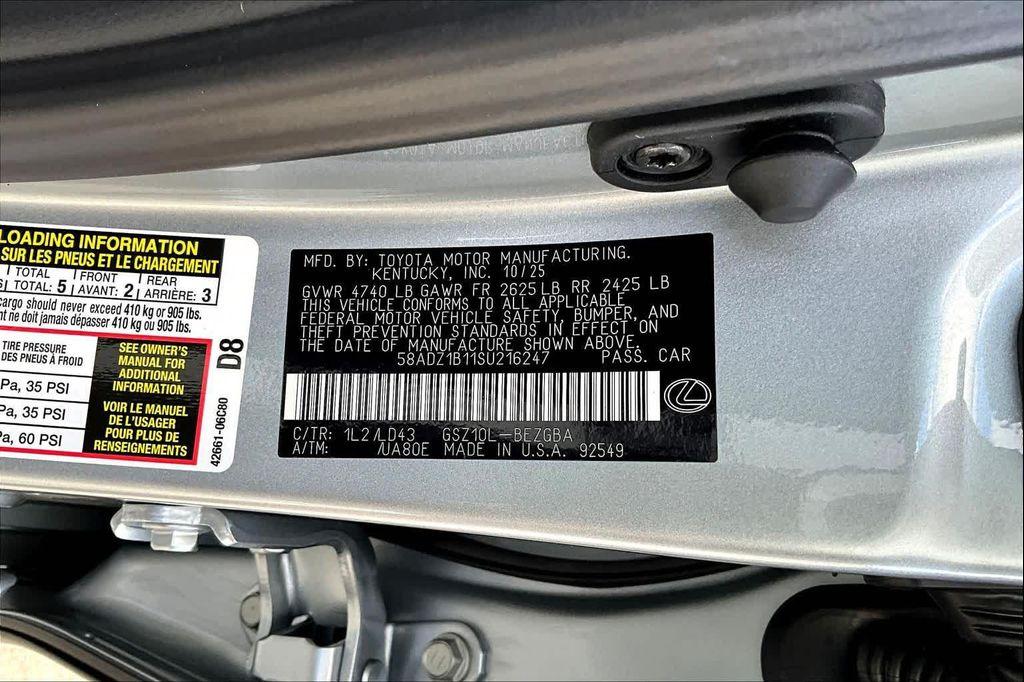 LOADING INFORMATION
SUR LES PNEUS ET LE CHARGEMENT
TOTAL FRONT REAR
TOTAL: 5 AVANT: 2 ARRIÈRE: 3
cargo should never exceed 410 kg or 905 lbs.
ne doit jamais dépasser 410 kg ou 905 lbs.
TIRE PRESSURE
DES PNEUS À FROID
Pa, 35 PSI
Pa, 35 PSI
Pa, 60 PSI
SEE OWNER'S
MANUAL FOR
ADDITIONAL
INFORMATION
VOIR LE MANUEL
DE L'USAGER
POUR PLUS DE
RENSEIGNEMENTS
D8
42661-06C80
MFD. BY: TOYOTA MOTOR MANUFACTURING.
KENTUCKY, INC. 10/25
GVWR 4740 LB GAWR FR 2625 LB RR 2425 LB
THIS VEHICLE CONFORMS TO ALL APPLICABLE
FEDERAL MOTOR VEHICLE SAFETY, BUMPER, AND
THEFT PREVENTION STANDARDS IN EFFECT ON
THE DATE OF MANUFACTURE SHOWN ABOVE.
58ADZ1B11SU216247 PASS. CAR
C/TR: 1L2/LD43 GSZ10L-BEZGBA
A/TM: /UA80E MADE IN U.S.A. 92549